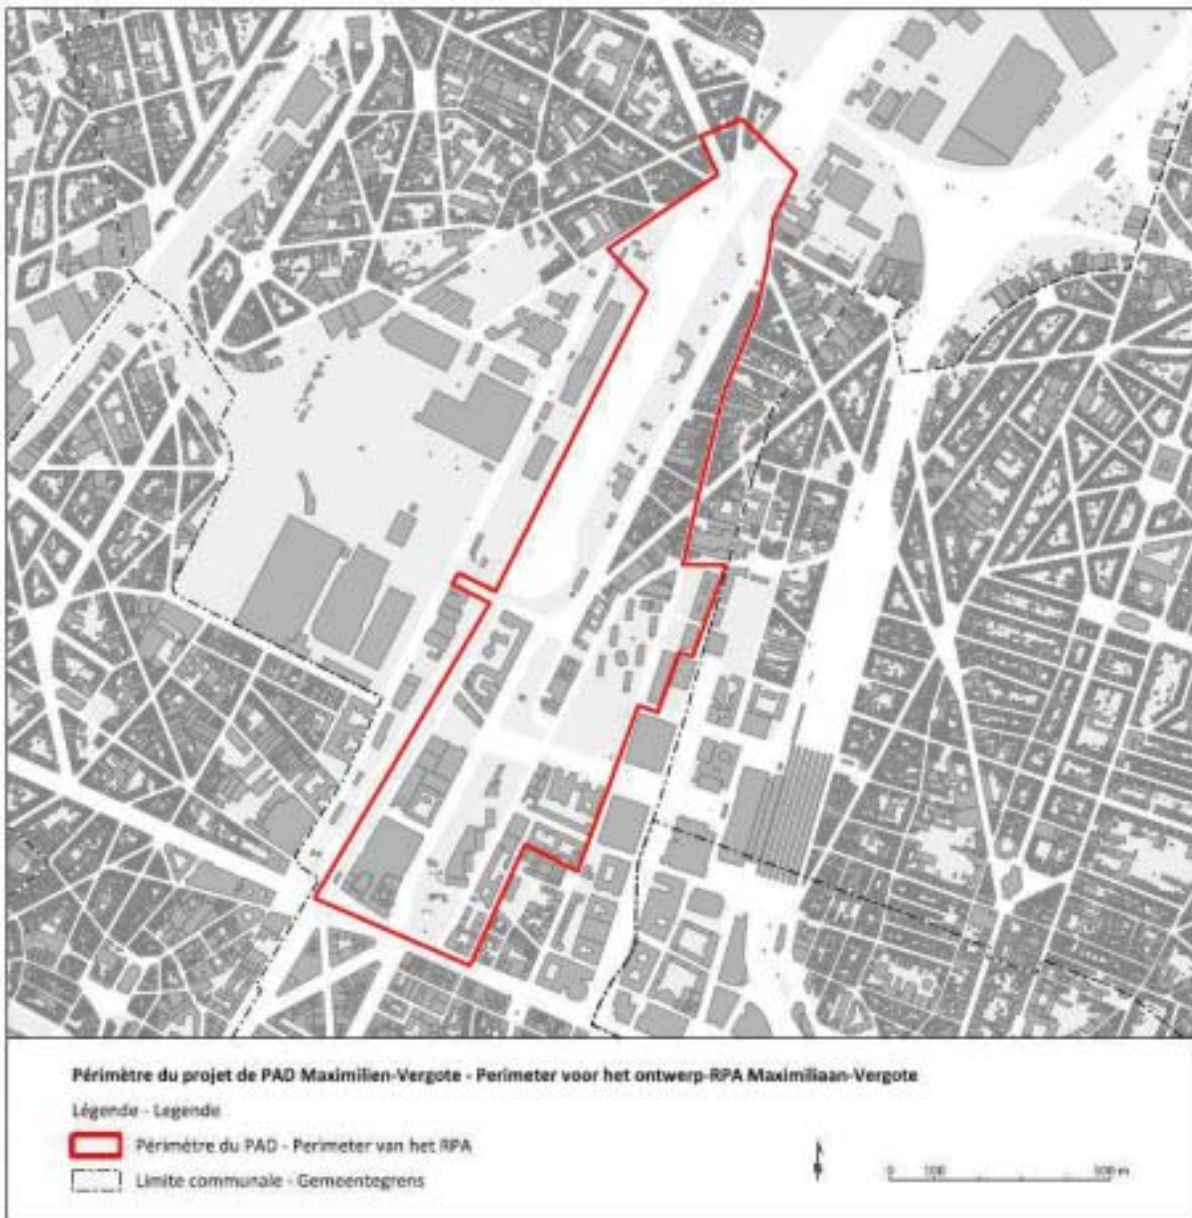 Périmètre du projet de PAD Maximilien-Vergote - Perimeter voor het ontwerp-RPA Maximiliaan-Vergote
Légende - Legende
Périmètre du PAD - Perimeter van het RPA
Limite communale - Gemeentegrens
0 100 500 m